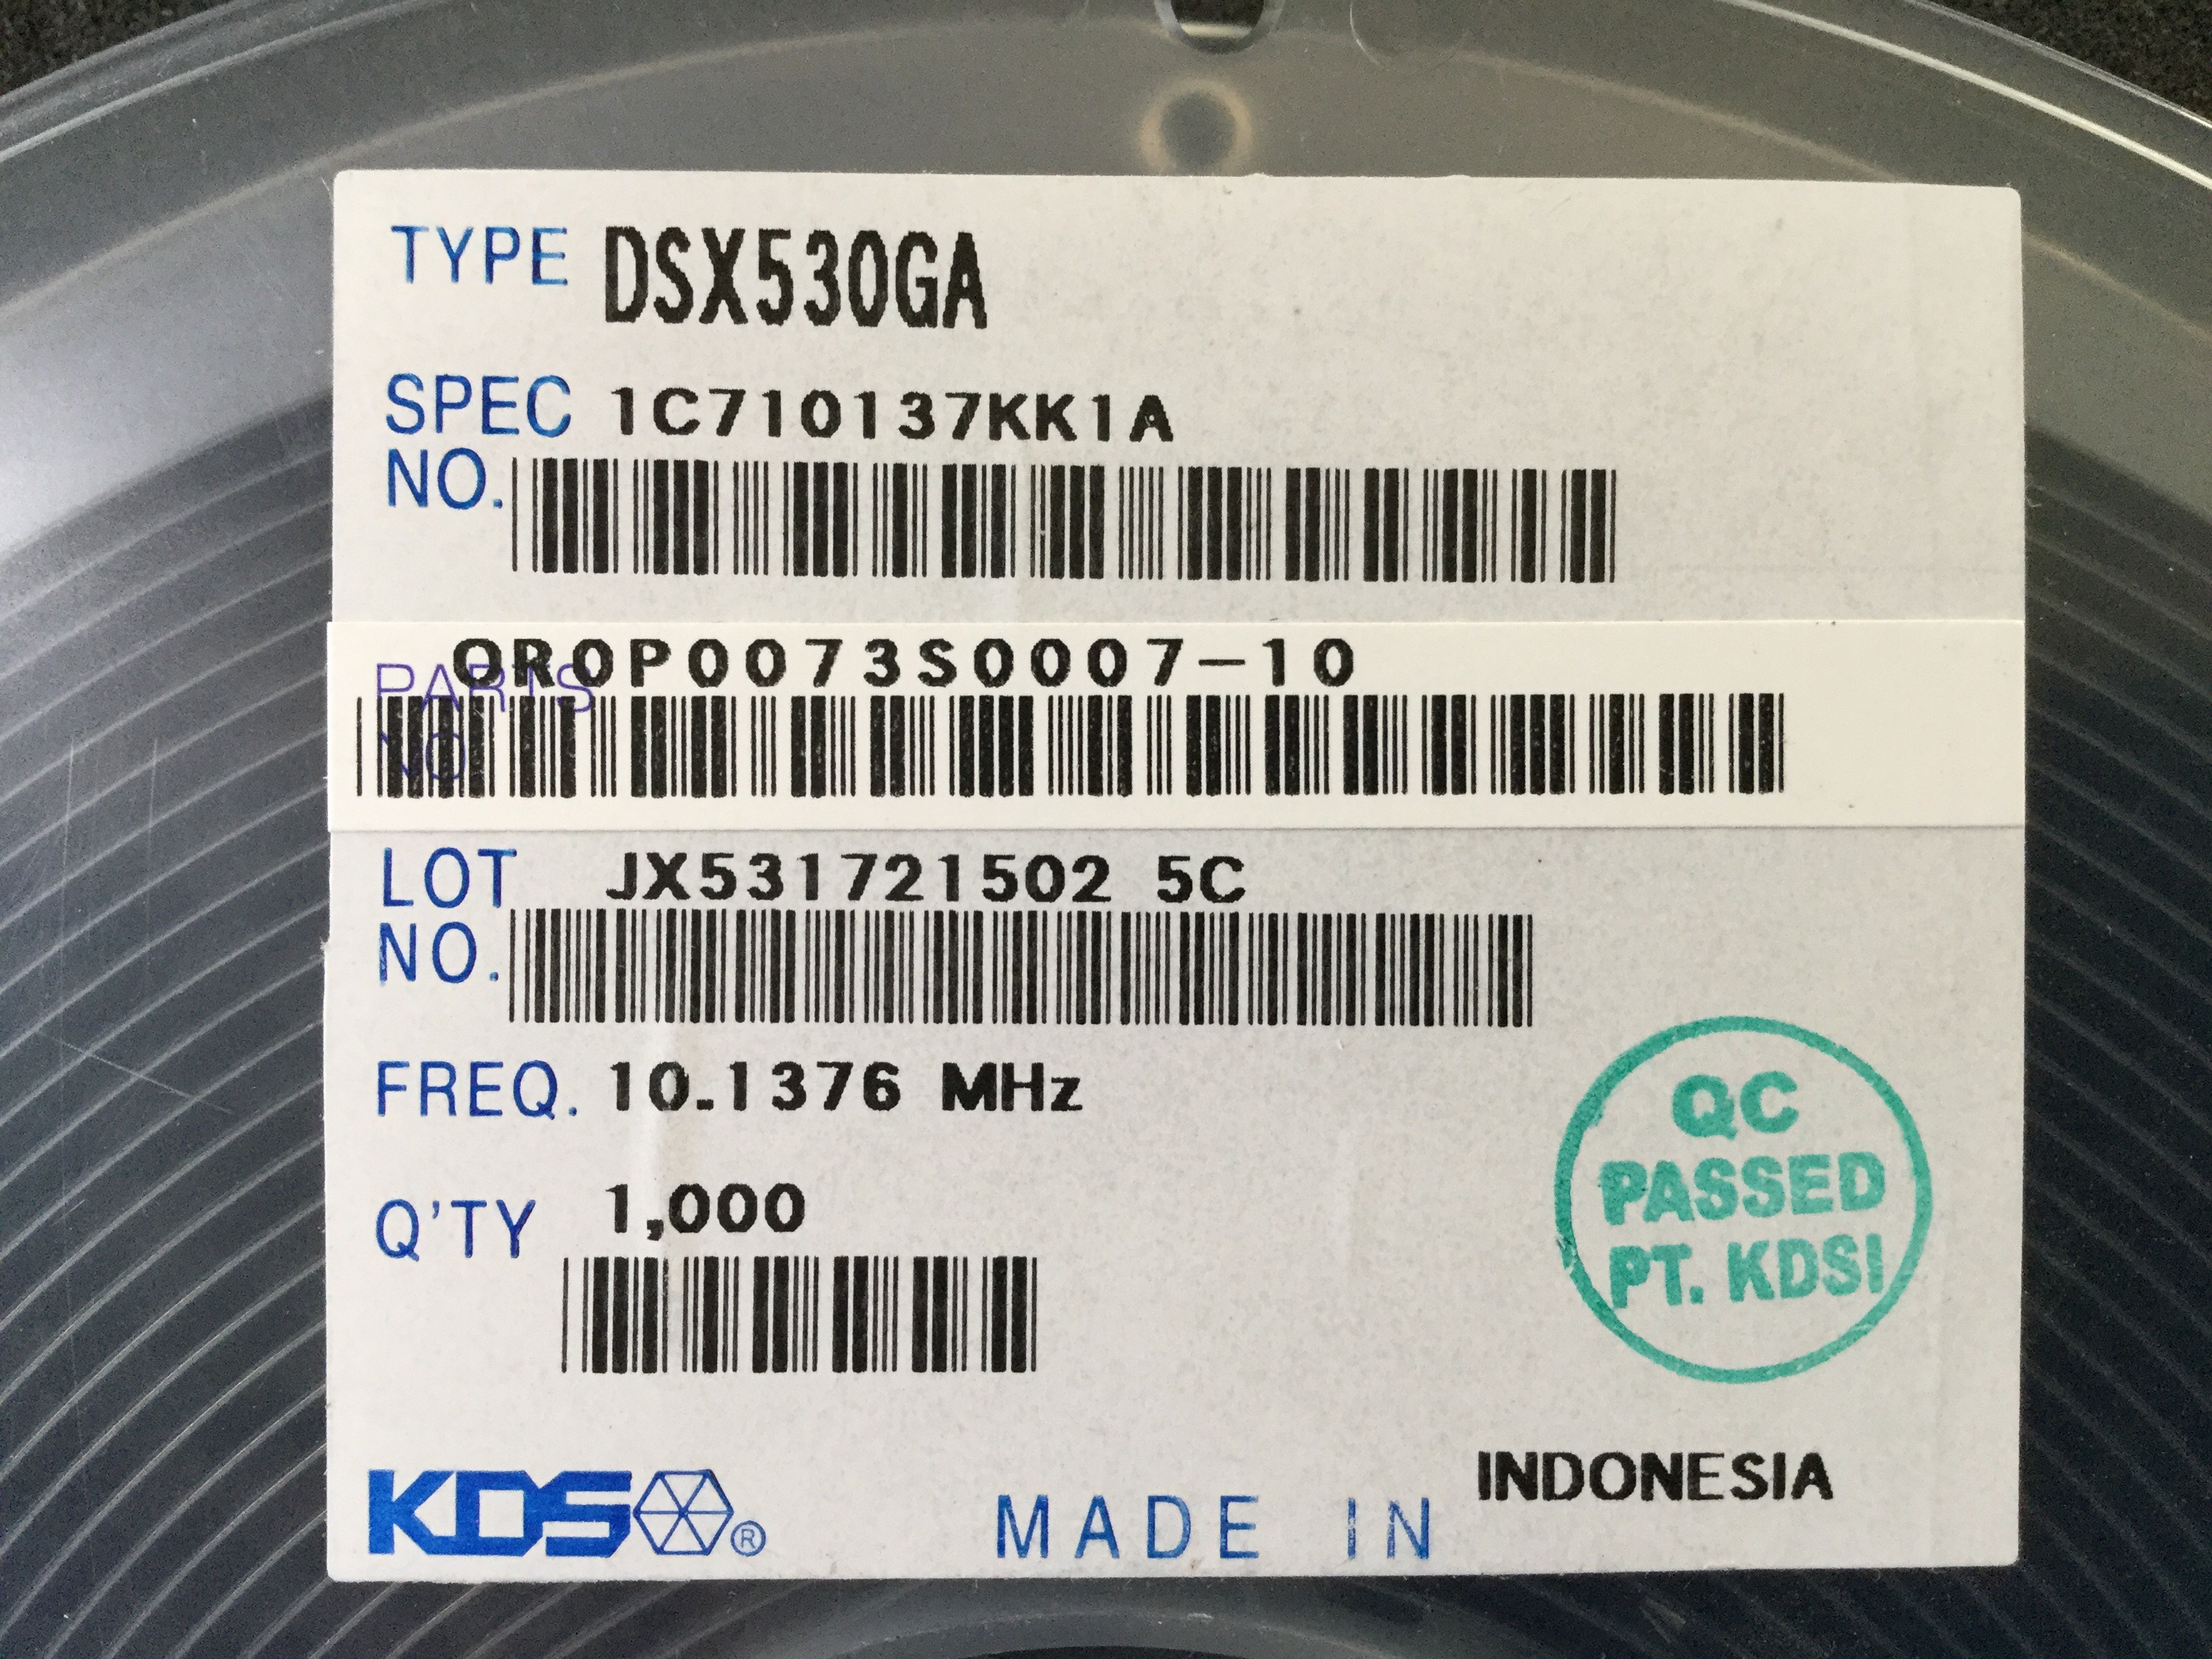 TYPE DSX530GA
SPEC NO. 1C710137KK1A
PARTS NO. OR0P0073S0007-10
LOT NO. JX531721502 5C
FREQ. 10.1376 MHz
Q'TY 1,000
QC
PASSED
PT. KDSI
KDS ®
MADE IN INDONESIA